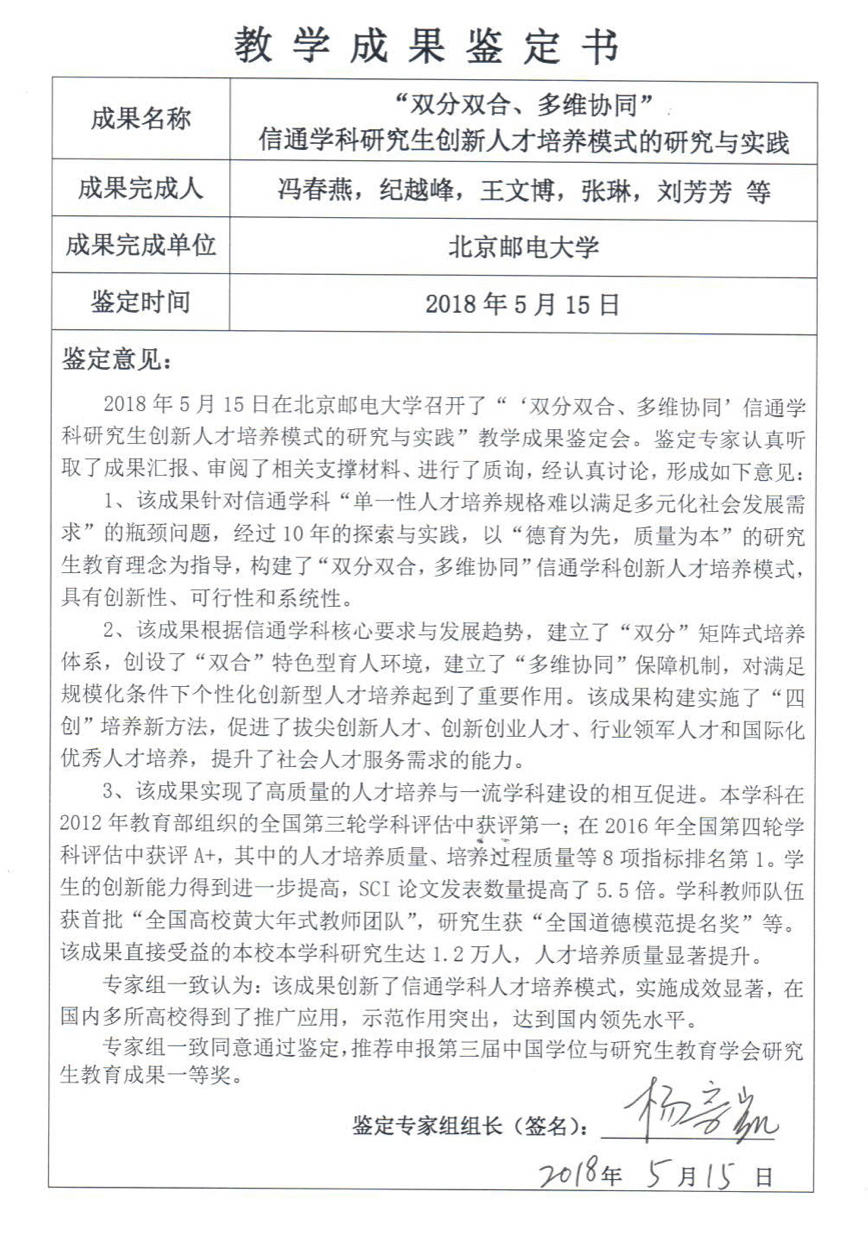 教学成果鉴定书
成果名称
“双分双合、多维协同”
信通学科研究生创新人才培养模式的研究与实践
成果完成人
冯春燕，纪越峰，王文博，张琳，刘芳芳 等
成果完成单位
北京邮电大学
鉴定时间
2018年5月15日
鉴定意见：
2018年5月15日在北京邮电大学召开了“‘双分双合、多维协同’信通学
科研究生创新人才培养模式的研究与实践”教学成果鉴定会。鉴定专家认真听
取了成果汇报、审阅了相关支撑材料、进行了质询，经认真讨论，形成如下意见：
1、该成果针对信通学科“单一性人才培养规格难以满足多元化社会发展需
求”的瓶颈问题，经过10年的探索与实践，以“德育为先，质量为本”的研究
生教育理念为指导，构建了“双分双合，多维协同”信通学科创新人才培养模式，
具有创新性、可行性和系统性。
2、该成果根据信通学科核心要求与发展趋势，建立了“双分”矩阵式培养
体系，创设了“双合”特色型育人环境，建立了“多维协同”保障机制，对满足
规模化条件下个性化创新型人才培养起到了重要作用。该成果构建实施了“四
创”培养新方法，促进了拔尖创新人才、创新创业人才、行业领军人才和国际化
优秀人才培养，提升了社会人才服务需求的能力。
3、该成果实现了高质量的人才培养与一流学科建设的相互促进。本学科在
2012年教育部组织的全国第三轮学科评估中获评第一；在2016年全国第四轮学
科评估中获评A+，其中的人才培养质量、培养过程质量等8项指标排名第1。学
生的创新能力得到进一步提高，SCI论文发表数量提高了5.5倍。学科教师队伍
获首批“全国高校黄大年式教师团队”，研究生获“全国道德模范提名奖”等。
该成果直接受益的本校本学科研究生达1.2万人，人才培养质量显著提升。
专家组一致认为：该成果创新了信通学科人才培养模式，实施成效显著，在
国内多所高校得到了推广应用，示范作用突出，达到国内领先水平。
专家组一致同意通过鉴定，推荐申报第三届中国学位与研究生教育学会研究
生教育成果一等奖。
鉴定专家组组长（签名）：
2018年 5月15 日